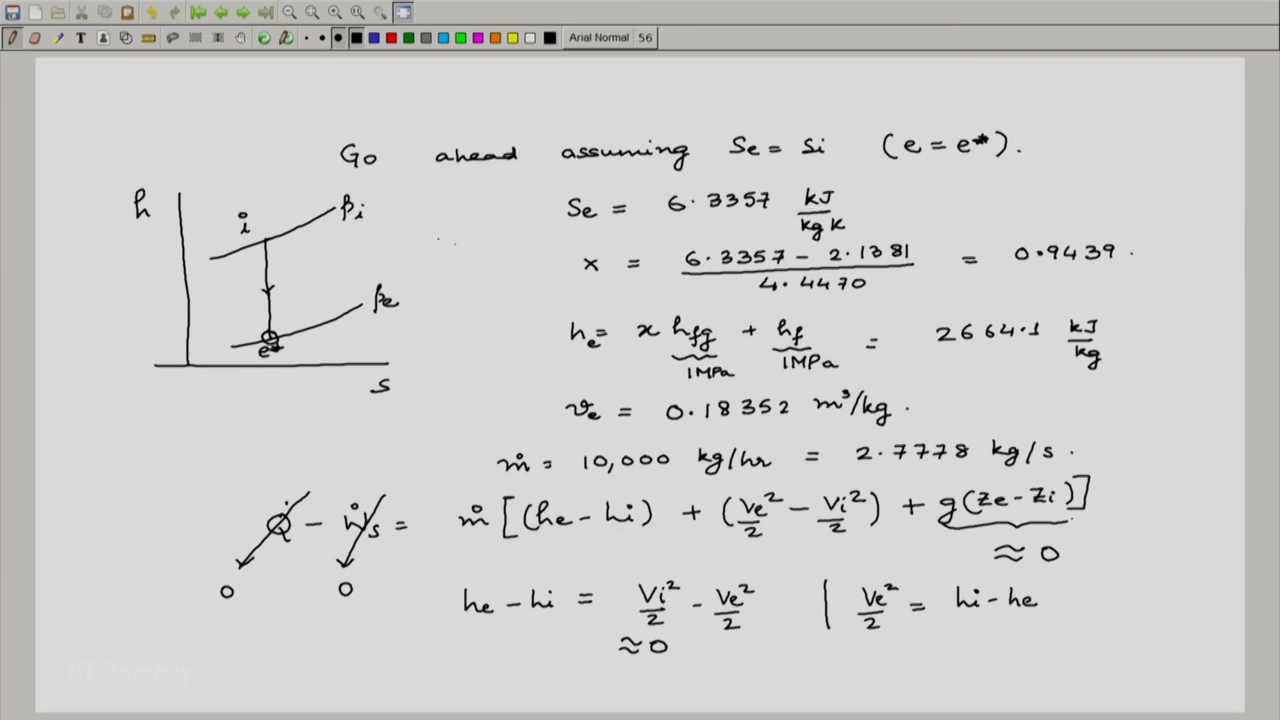 Arial Normal 56
T
Go ahead assuming Se = Si (e = e*).
h
i
pi
pe
e*
s
Se = 6.3357 kJ/kg K
x = (6.3357 - 2.1381)/4.4470 = 0.9439.
he = x hfg + hf = 2664.1 kJ/kg
1MPa 1MPa
ve = 0.18352 m³/kg.
ṁ = 10,000 kg/hr = 2.7778 kg/s.
Q̇ - Ẇs = ṁ [(he - hi) + (Ve²/2 - Vi²/2) + g(Ze - Zi)]
≈ 0
0 0
he - hi = Vi²/2 - Ve²/2 | Ve²/2 = hi - he
≈ 0
IIT Bombay